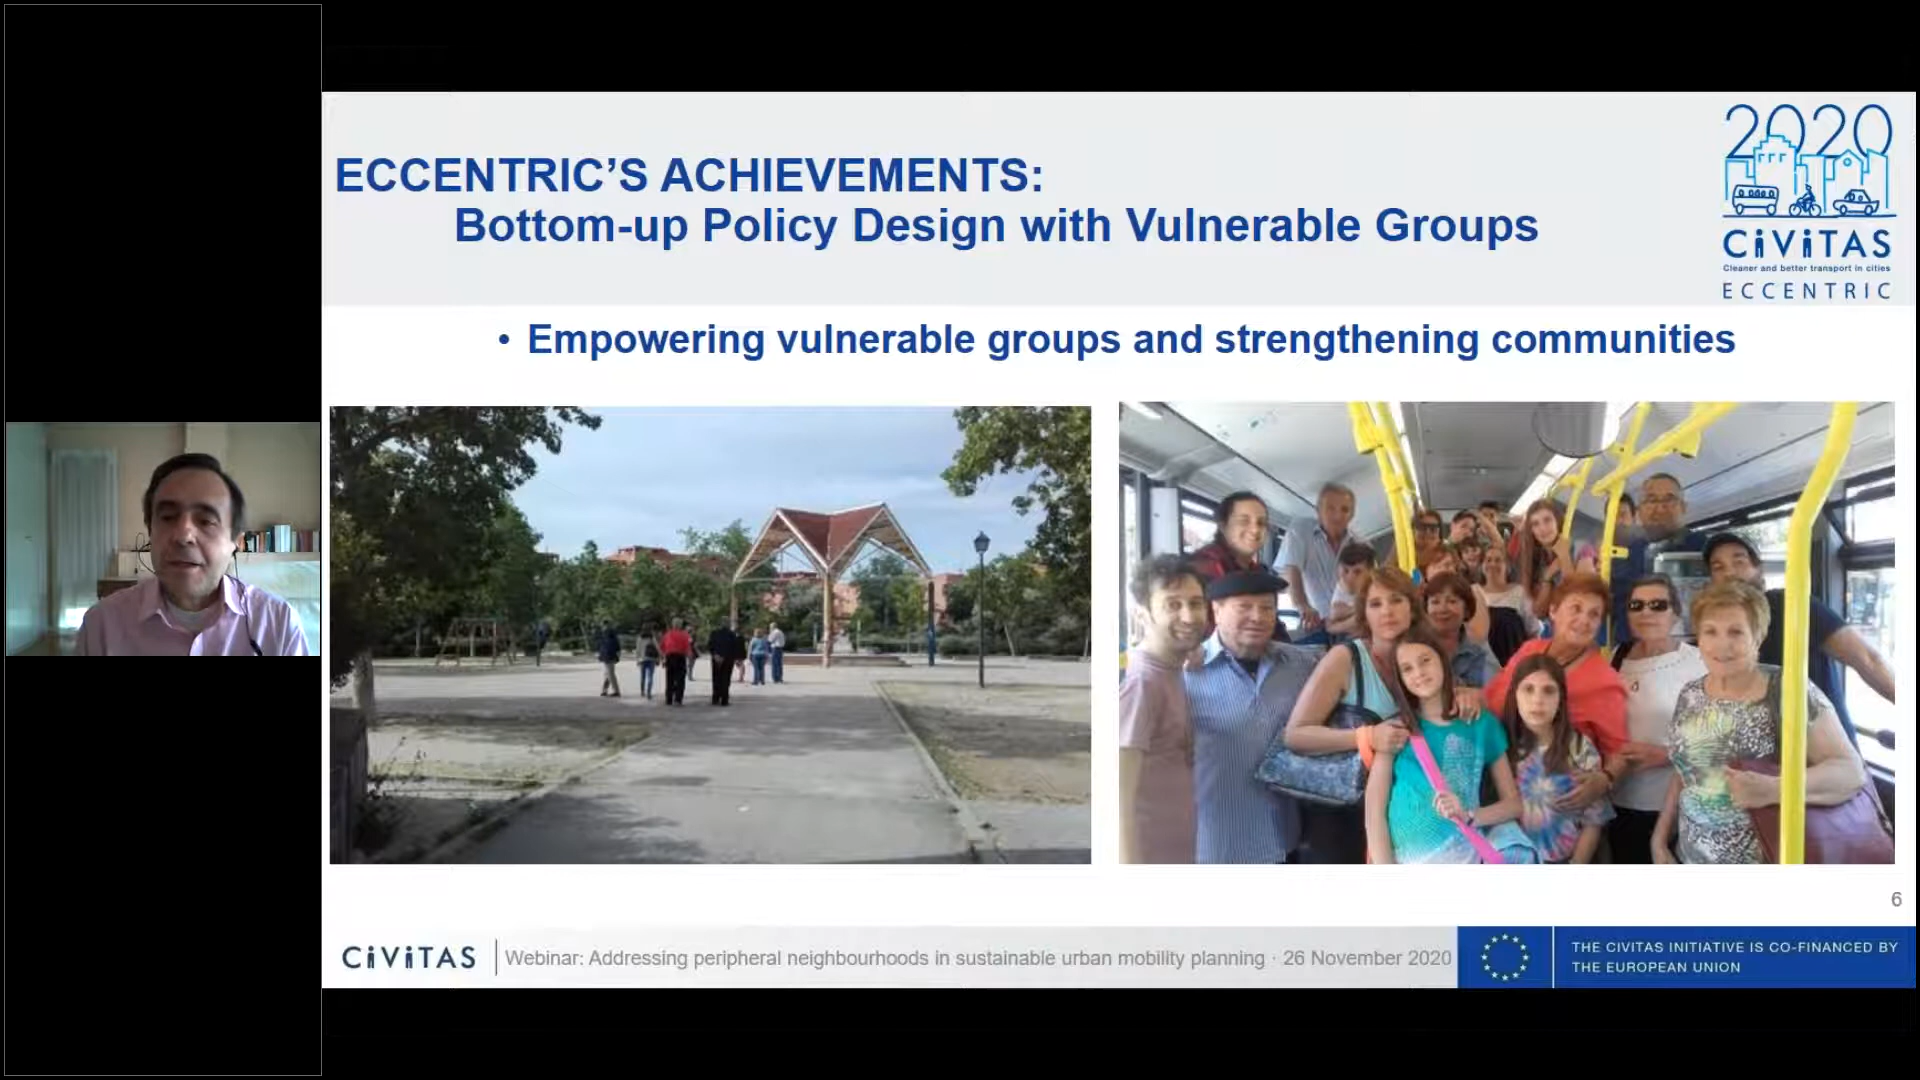 ECCENTRIC’S ACHIEVEMENTS:
Bottom-up Policy Design with Vulnerable Groups
2020
CiViTAS
Cleaner and better transport in cities
ECCENTRIC
• Empowering vulnerable groups and strengthening communities
6
CiViTAS
Webinar: Addressing peripheral neighbourhoods in sustainable urban mobility planning · 26 November 2020
THE CIVITAS INITIATIVE IS CO-FINANCED BY
THE EUROPEAN UNION